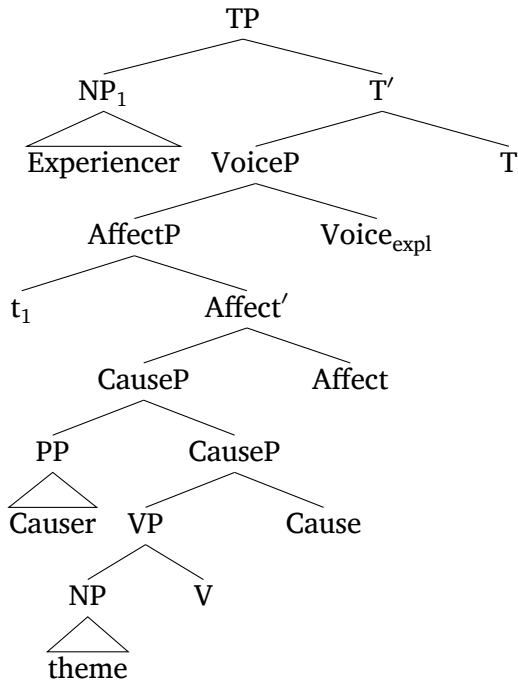 TP
NP₁ T′
Experiencer VoiceP T
AffectP Voiceₑₓₚₗ
t₁ Affect′
CauseP Affect
PP CauseP
Causer VP Cause
NP V
theme